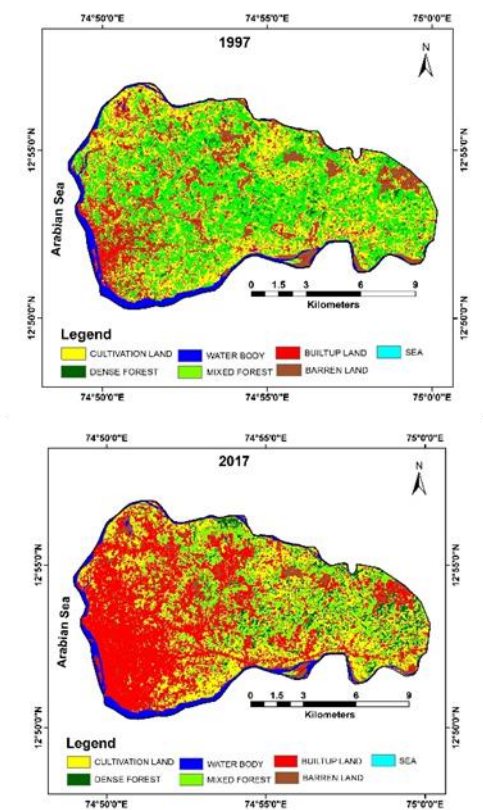 74°50'0"E 74°55'0"E 75°0'0"E
1997
N
12°55'0"N 12°55'0"N
Arabian Sea
0 1.5 3 6 9
Kilometers
12°50'0"N 12°50'0"N
Legend
CULTIVATION LAND WATER BODY BUILTUP LAND SEA
DENSE FOREST MIXED FOREST BARREN LAND
74°50'0"E 74°55'0"E 75°0'0"E
74°50'0"E 74°55'0"E 75°0'0"E
2017
N
12°55'0"N 12°55'0"N
Arabian Sea
0 1.5 3 6 9
Kilometers
12°50'0"N 12°50'0"N
Legend
CULTIVATION LAND WATER BODY BUILTUP LAND SEA
DENSE FOREST MIXED FOREST BARREN LAND
74°50'0"E 74°55'0"E 75°0'0"E